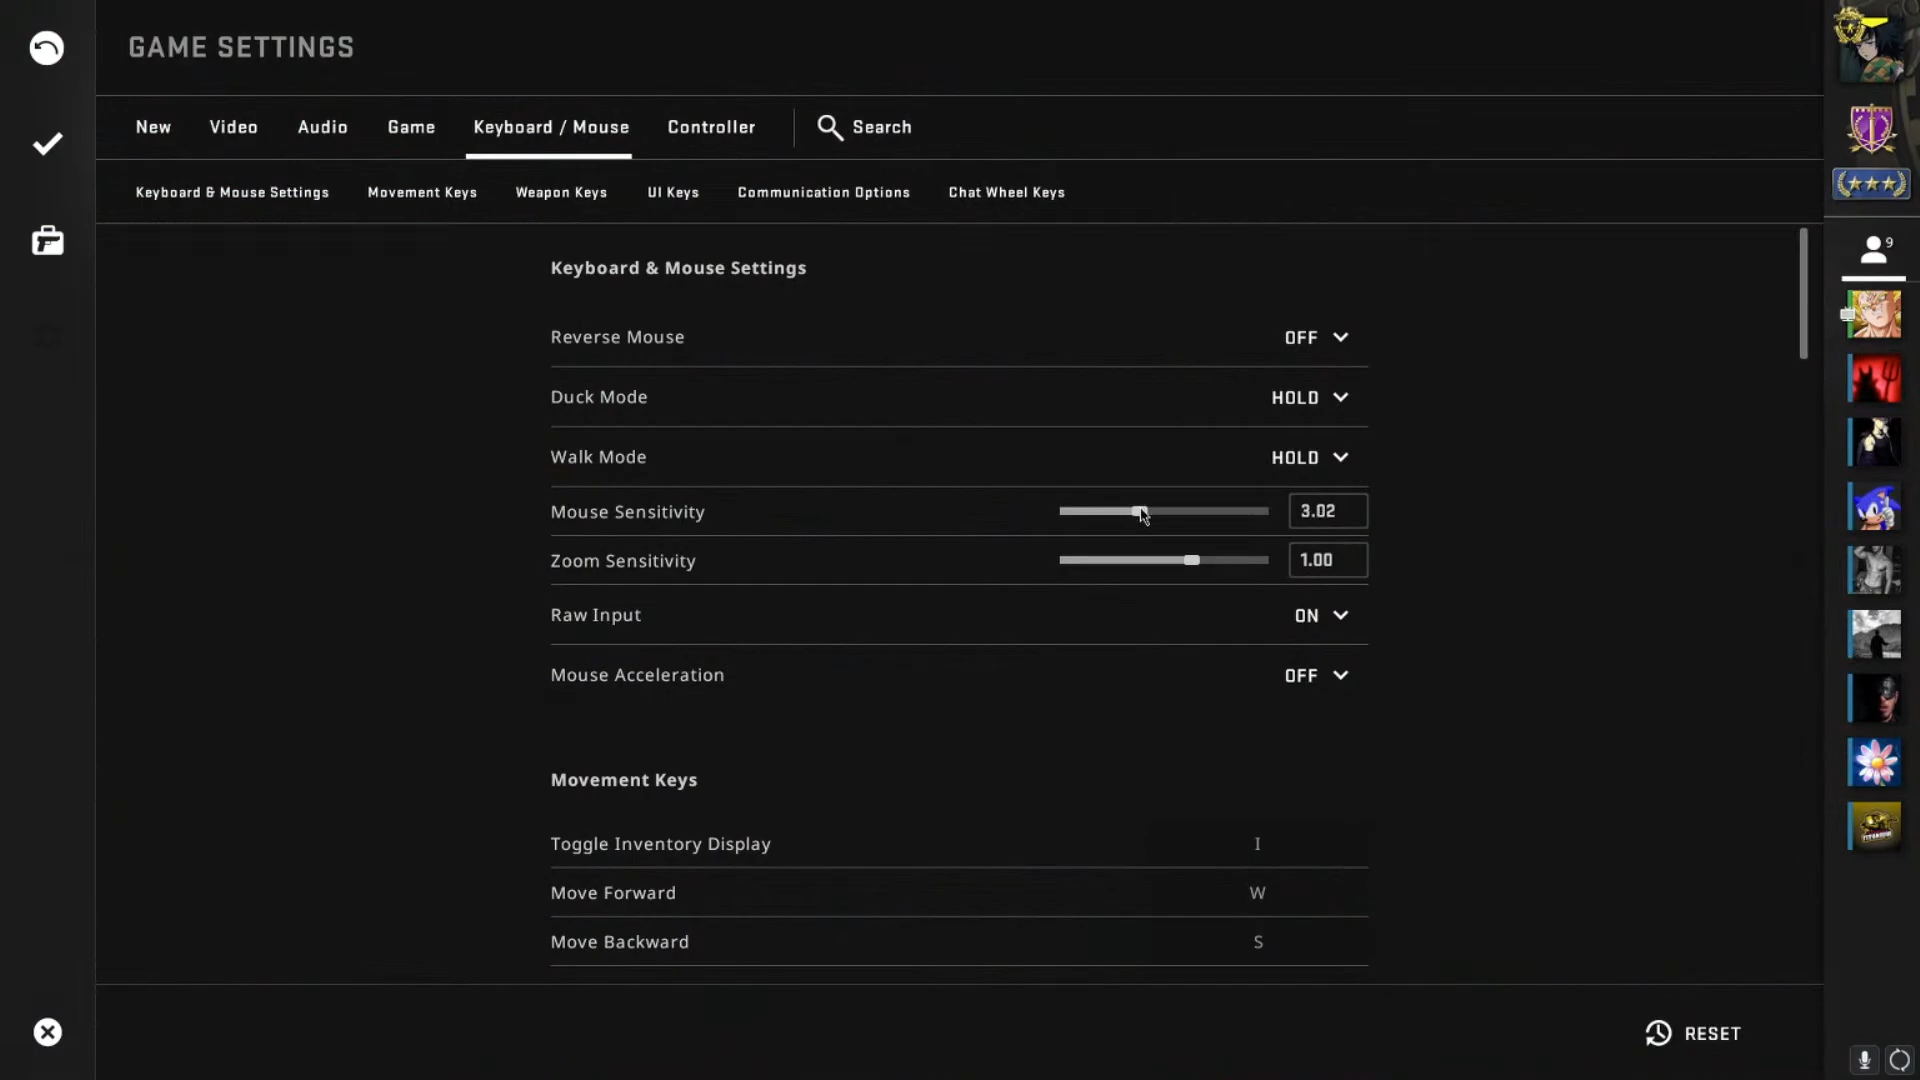 GAME SETTINGS
New Video Audio Game Keyboard / Mouse Controller Search
Keyboard & Mouse Settings Movement Keys Weapon Keys UI Keys Communication Options Chat Wheel Keys
9
Keyboard & Mouse Settings
Reverse Mouse OFF
Duck Mode HOLD
Walk Mode HOLD
Mouse Sensitivity 3.02
Zoom Sensitivity 1.00
Raw Input ON
Mouse Acceleration OFF
Movement Keys
Toggle Inventory Display I
Move Forward W
Move Backward S
RESET